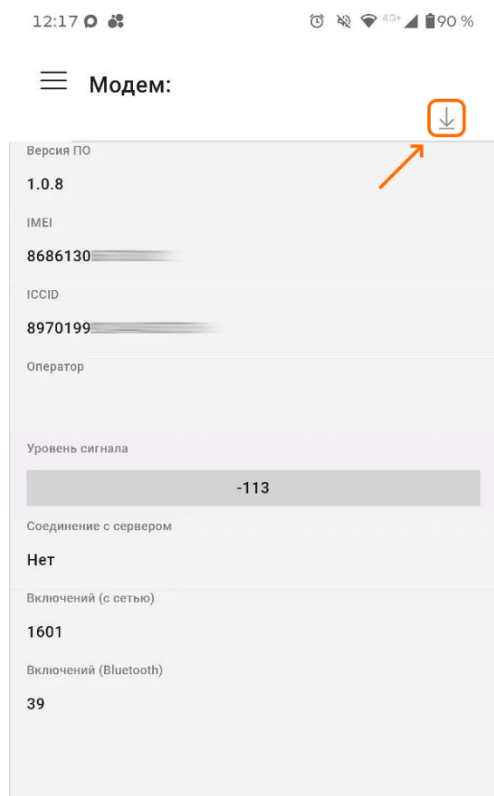 12:17
4G+ 90 %
Модем:
Версия ПО
1.0.8
IMEI
8686130
ICCID
8970199
Оператор
Уровень сигнала
-113
Соединение с сервером
Нет
Включений (с сетью)
1601
Включений (Bluetooth)
39